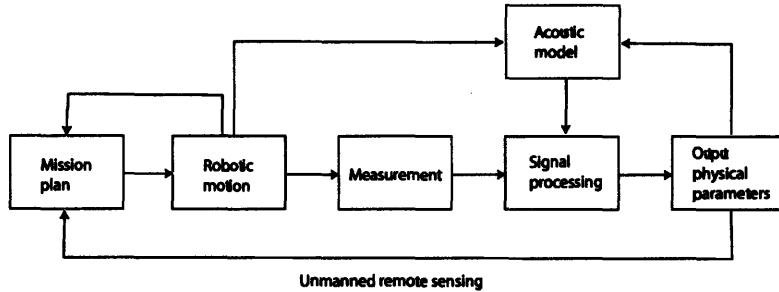 Acoustic
model
Mission
plan
Robotic
motion
Measurement
Signal
processing
Output
physical
parameters
Unmanned remote sensing